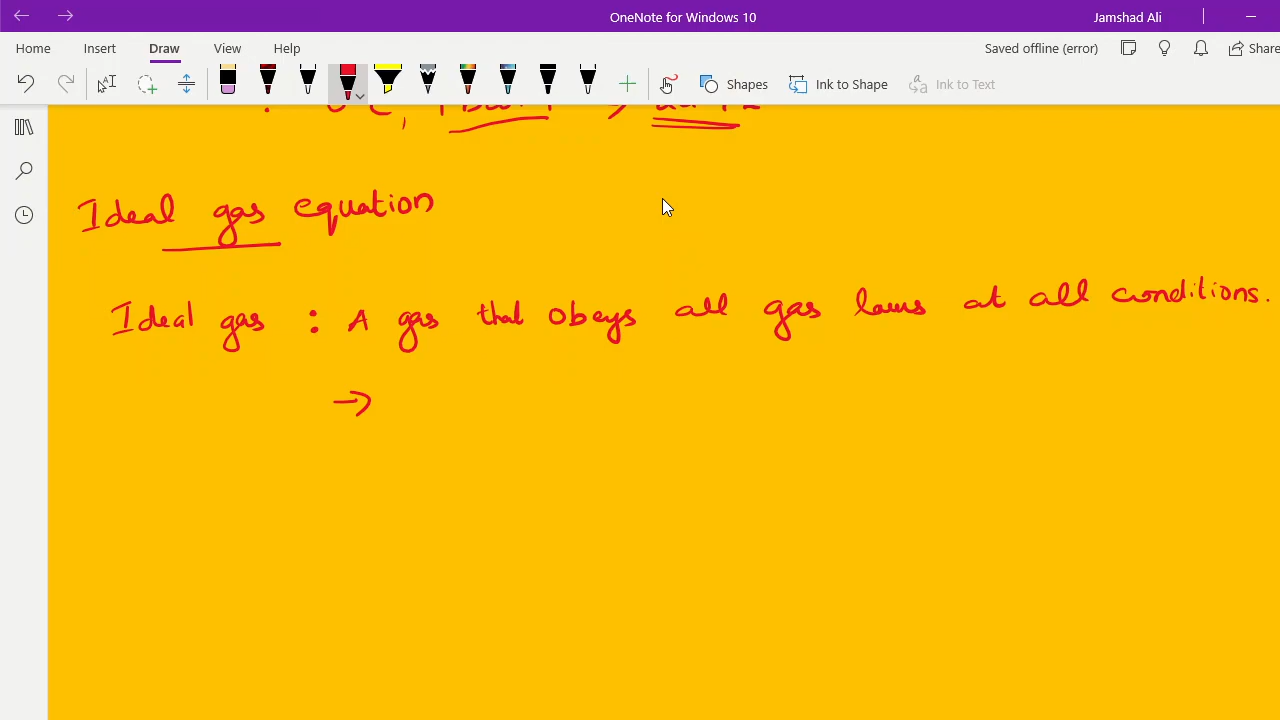 OneNote for Windows 10
Jamshad Ali
Home Insert Draw View Help
Saved offline (error)
Share
Shapes
Ink to Shape
Ink to Text
Ideal gas equation
Ideal gas : A gas that obeys all gas laws at all conditions.
→